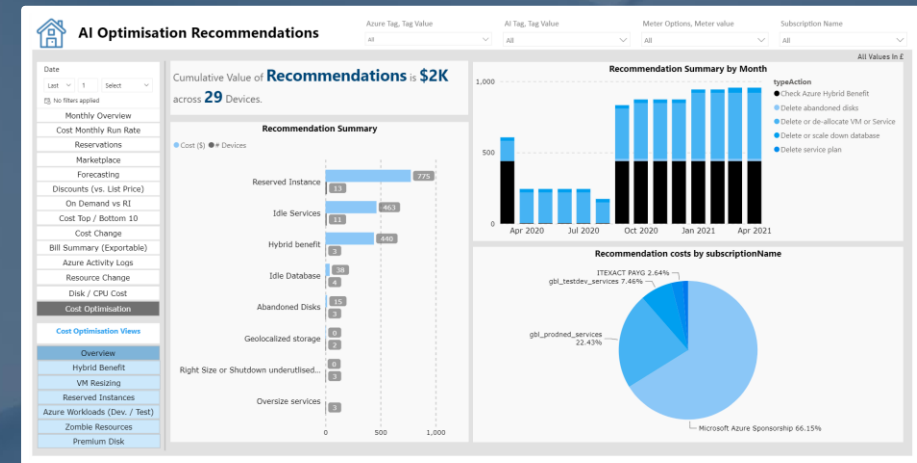 AI Optimisation Recommendations
Azure Tag, Tag Value
All
AI Tag, Tag Value
All
Meter Options, Meter value
All
Subscription Name
All
All Values In £
Date
Last 1 Select
No filters applied
Monthly Overview
Cost Monthly Run Rate
Reservations
Marketplace
Forecasting
Discounts (vs. List Price)
On Demand vs RI
Cost Top / Bottom 10
Cost Change
Bill Summary (Exportable)
Azure Activity Logs
Resource Change
Disk / CPU Cost
Cost Optimisation
Cost Optimisation Views
Overview
Hybrid Benefit
VM Resizing
Reserved Instances
Azure Workloads (Dev. / Test)
Zombie Resources
Premium Disk
Cumulative Value of Recommendations is $2K
across 29 Devices.
Recommendation Summary
Cost ($) # Devices
Reserved Instance 775
13
Idle Services 463
11
Hybrid benefit 440
3
Idle Database 38
4
Abandoned Disks 15
3
Geolocalized storage 0
2
Right Size or Shutdown underutlised... 0
3
Oversize services
3
0 500 1,000
Recommendation Summary by Month
1,000
500
0
Apr 2020 Jul 2020 Oct 2020 Jan 2021 Apr 2021
typeAction
Check Azure Hybrid Benefit
Delete abandoned disks
Delete or de-allocate VM or Service
Delete or scale down database
Delete service plan
Recommendation costs by subscriptionName
ITEXACT PAYG 2.64%
gbl_testdev_services 7.46%
gbl_prodned_services
22.43%
Microsoft Azure Sponsorship 66.15%